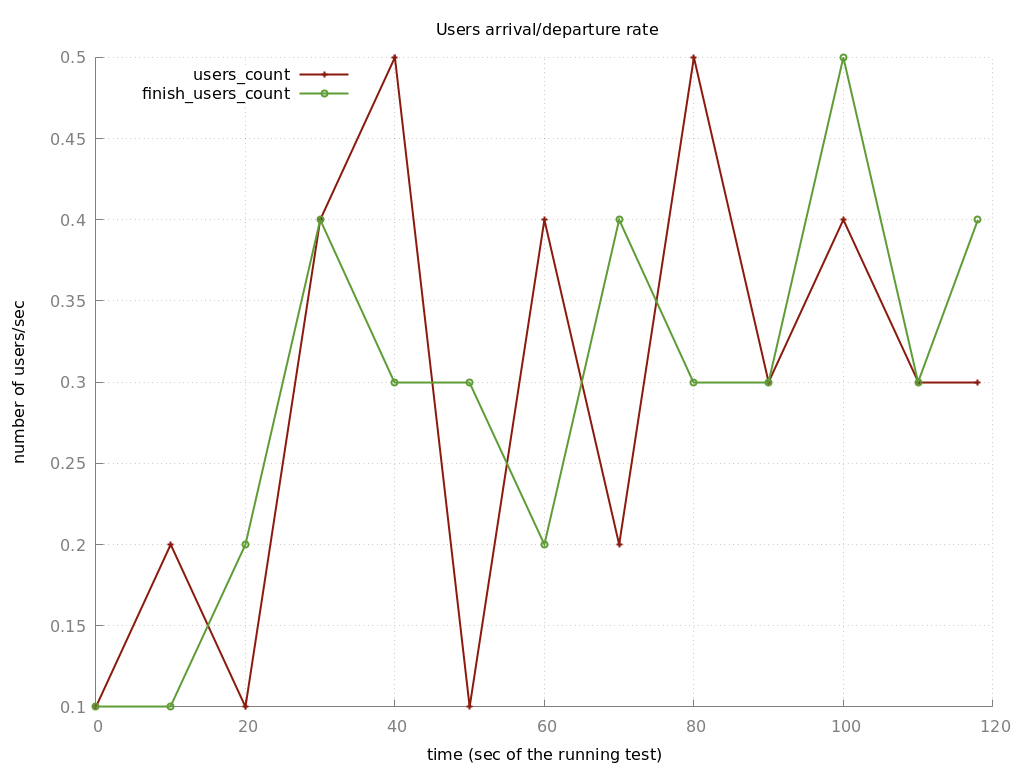 Users arrival/departure rate
users_count
finish_users_count
0.5
0.45
0.4
0.35
0.3
0.25
0.2
0.15
0.1
number of users/sec
0 20 40 60 80 100 120
time (sec of the running test)